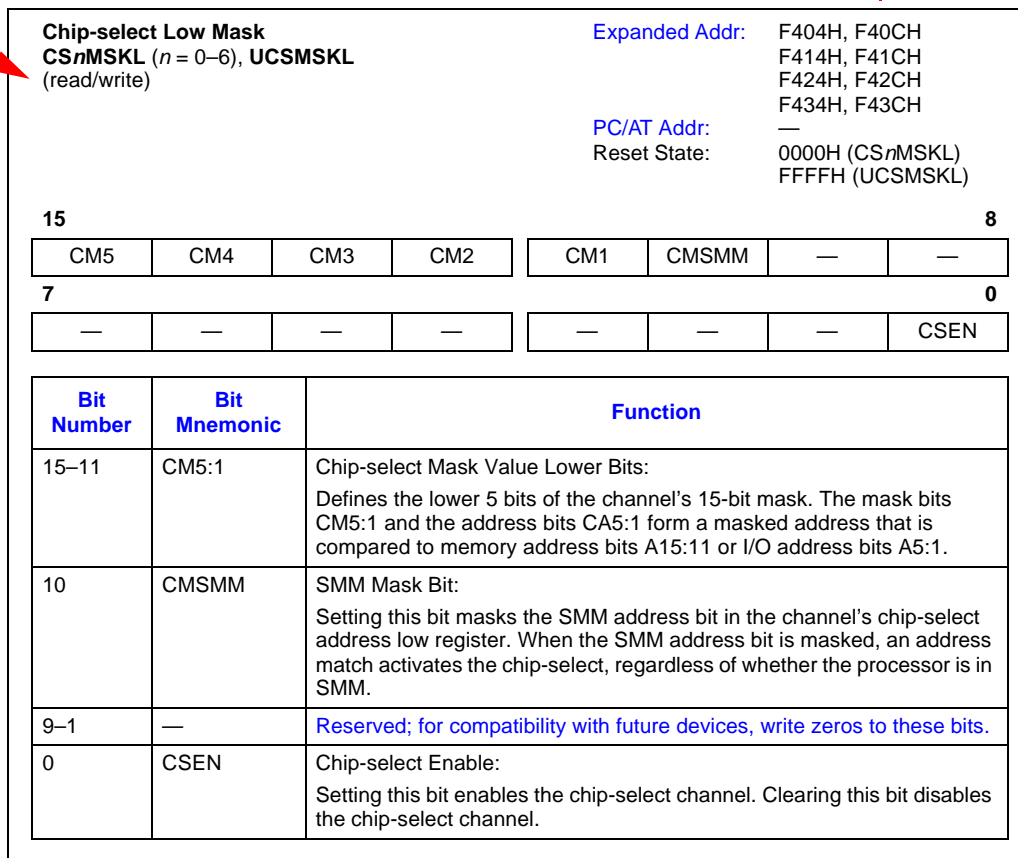 Chip-select Low Mask
CSnMSKL (n = 0–6), UCSMSKL
(read/write)
Expanded Addr: F404H, F40CH
F414H, F41CH
F424H, F42CH
F434H, F43CH
PC/AT Addr: —
Reset State: 0000H (CSnMSKL)
FFFFH (UCSMSKL)
15 8
CM5 CM4 CM3 CM2 CM1 CMSMM — —
7 0
— — — — — — — CSEN
Bit Number Bit Mnemonic Function
15–11 CM5:1 Chip-select Mask Value Lower Bits:
Defines the lower 5 bits of the channel's 15-bit mask. The mask bits
CM5:1 and the address bits CA5:1 form a masked address that is
compared to memory address bits A15:11 or I/O address bits A5:1.
10 CMSMM SMM Mask Bit:
Setting this bit masks the SMM address bit in the channel's chip-select
address low register. When the SMM address bit is masked, an address
match activates the chip-select, regardless of whether the processor is in
SMM.
9–1 — Reserved; for compatibility with future devices, write zeros to these bits.
0 CSEN Chip-select Enable:
Setting this bit enables the chip-select channel. Clearing this bit disables
the chip-select channel.